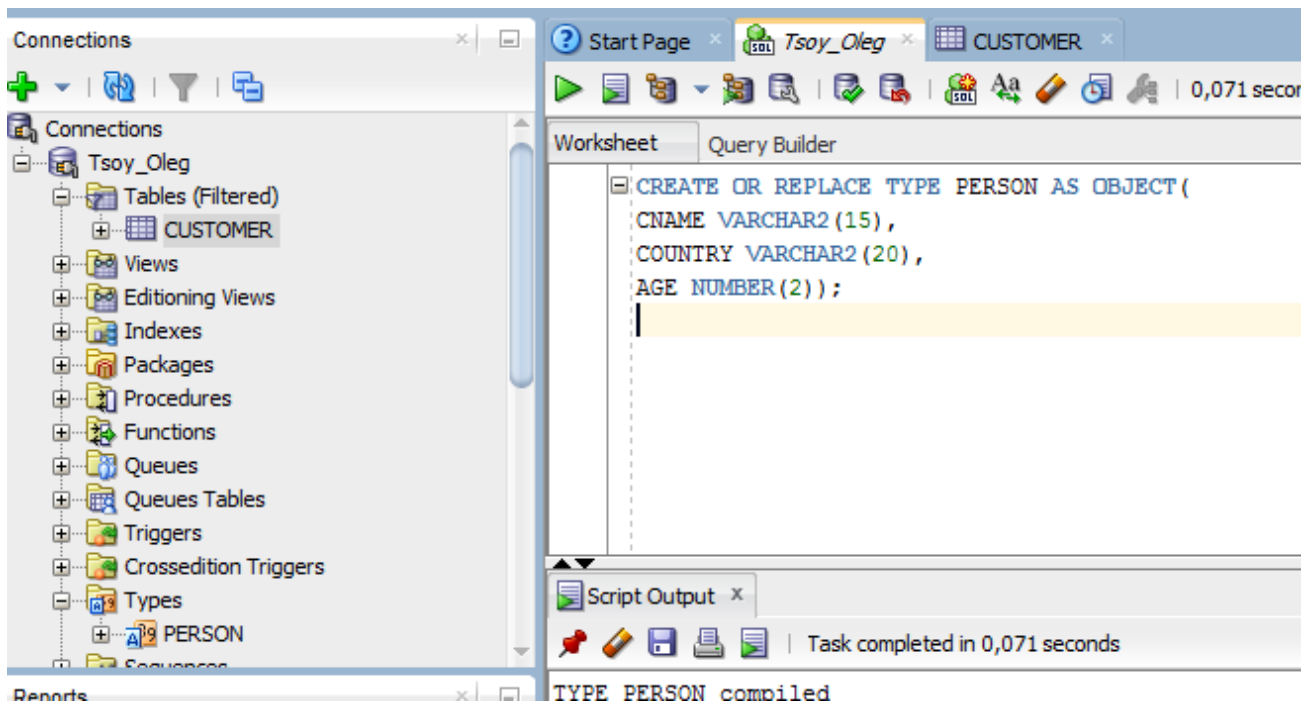 Connections
Connections
Tsoy_Oleg
Tables (Filtered)
CUSTOMER
Views
Editioning Views
Indexes
Packages
Procedures
Functions
Queues
Queues Tables
Triggers
Crossedition Triggers
Types
PERSON
Sequences
Reports
Start Page
Tsoy_Oleg
CUSTOMER
0,071 secon
Worksheet
Query Builder
CREATE OR REPLACE TYPE PERSON AS OBJECT(
CNAME VARCHAR2(15),
COUNTRY VARCHAR2(20),
AGE NUMBER(2));
Script Output
Task completed in 0,071 seconds
TYPE PERSON compiled